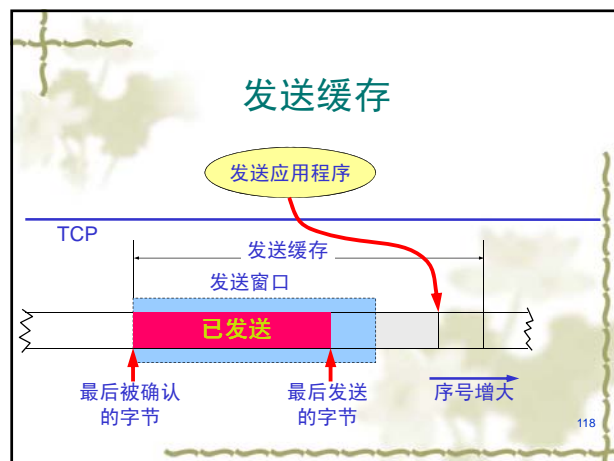 发送缓存
发送应用程序
TCP
发送缓存
发送窗口
已发送
最后被确认
的字节
最后发送
的字节
序号增大
118